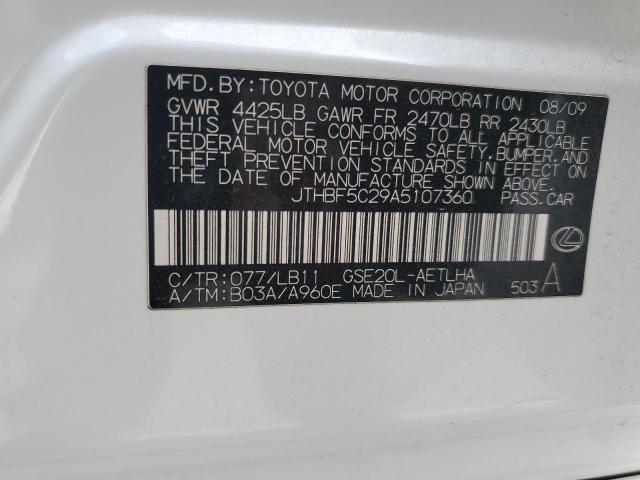 MFD.BY:TOYOTA MOTOR CORPORATION 08/09
GVWR 4425LB GAWR FR 2470LB RR 2430LB
THIS VEHICLE CONFORMS TO ALL APPLICABLE
FEDERAL MOTOR VEHICLE SAFETY,BUMPER,AND
THEFT PREVENTION STANDARDS IN EFFECT ON
THE DATE OF MANUFACTURE SHOWN ABOVE.
JTHBF5C29A5107360 PASS.CAR
C/TR:077/LB11 GSE20L-AETLHA
A/TM:B03A/A960E MADE IN JAPAN 503 A